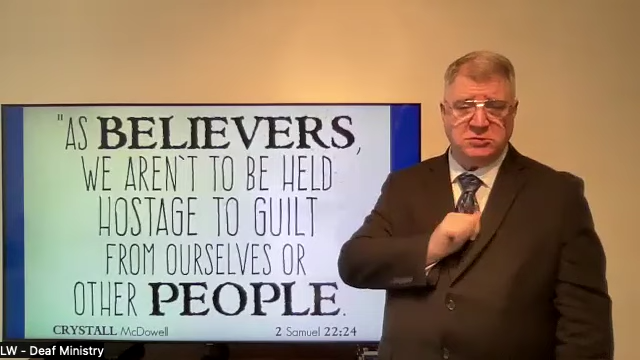 "AS BELIEVERS,
WE AREN`T TO BE HELD
HOSTAGE TO GUILT
FROM OURSELVES OR
OTHER PEOPLE.
CRYSTALL McDowell 2 Samuel 22:24
LW - Deaf Ministry